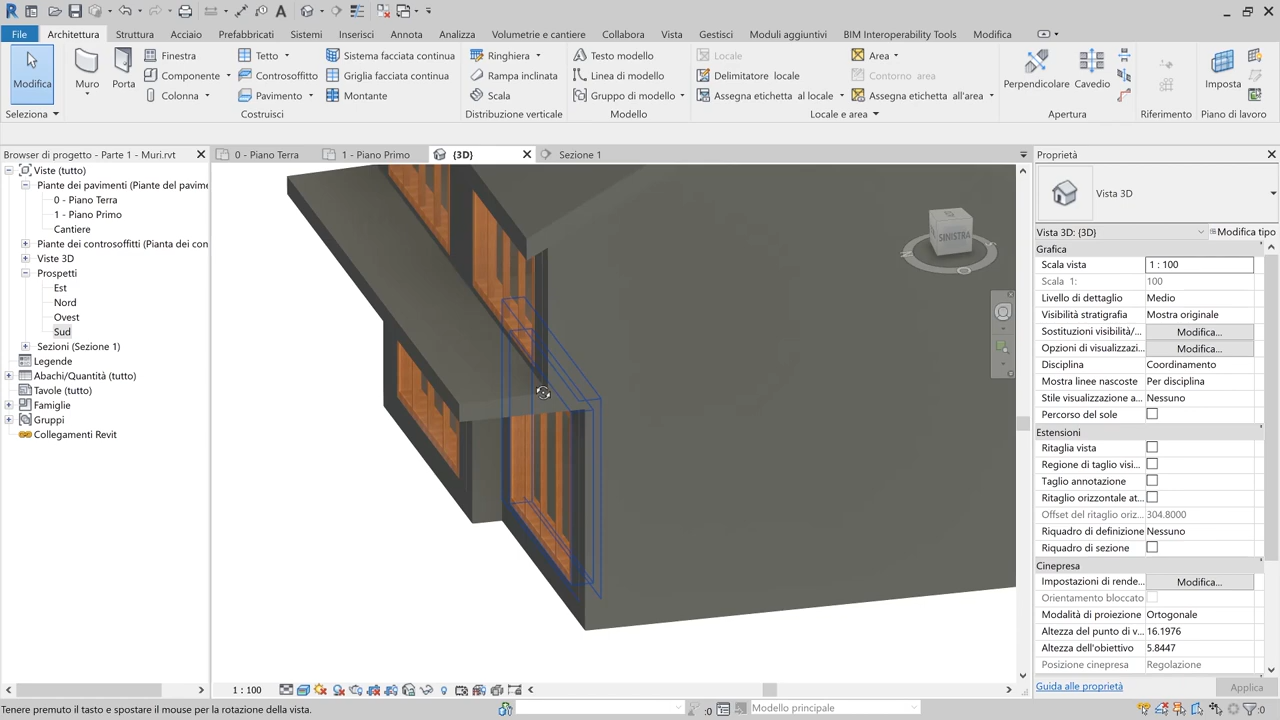 File
Architettura
Struttura
Acciaio
Prefabbricati
Sistemi
Inserisci
Annota
Analizza
Volumetrie e cantiere
Collabora
Vista
Gestisci
Moduli aggiuntivi
BIM Interoperability Tools
Modifica
Modifica
Muro
Porta
Finestra
Componente
Colonna
Tetto
Controsoffitto
Pavimento
Sistema facciata continua
Griglia facciata continua
Montante
Ringhiera
Rampa inclinata
Scala
Testo modello
Linea di modello
Gruppo di modello
Locale
Delimitatore locale
Assegna etichetta al locale
Area
Contorno area
Assegna etichetta all'area
Perpendicolare
Cavedio
Imposta
Seleziona
Costruisci
Distribuzione verticale
Modello
Locale e area
Apertura
Riferimento
Piano di lavoro
Browser di progetto - Parte 1 - Muri.rvt
0 - Piano Terra
1 - Piano Primo
{3D}
Sezione 1
Viste (tutto)
Piante dei pavimenti (Piante del pavime
0 - Piano Terra
1 - Piano Primo
Cantiere
Piante dei controsoffitti (Pianta dei con
Viste 3D
Prospetti
Est
Nord
Ovest
Sud
Sezioni (Sezione 1)
Legende
Abachi/Quantità (tutto)
Tavole (tutto)
Famiglie
Gruppi
Collegamenti Revit
SINISTRA
Proprietà
Vista 3D
Vista 3D: {3D}
Modifica tipo
Grafica
Scala vista 1 : 100
Scala 1: 100
Livello di dettaglio Medio
Visibilità stratigrafia Mostra originale
Sostituzioni visibilità/... Modifica...
Opzioni di visualizzazi... Modifica...
Disciplina Coordinamento
Mostra linee nascoste Per disciplina
Stile visualizzazione a... Nessuno
Percorso del sole
Estensioni
Ritaglia vista
Regione di taglio visi...
Taglio annotazione
Ritaglio orizzontale at...
Offset del ritaglio oriz... 304.8000
Riquadro di definizione Nessuno
Riquadro di sezione
Cinepresa
Impostazioni di rende... Modifica...
Orientamento bloccato
Modalità di proiezione Ortogonale
Altezza del punto di v... 16.1976
Altezza dell'obiettivo 5.8447
Posizione cinepresa Regolazione
Guida alle proprietà
Applica
1 : 100
Tenere premuto il tasto e spostare il mouse per la rotazione della vista.
:0
Modello principale
:0